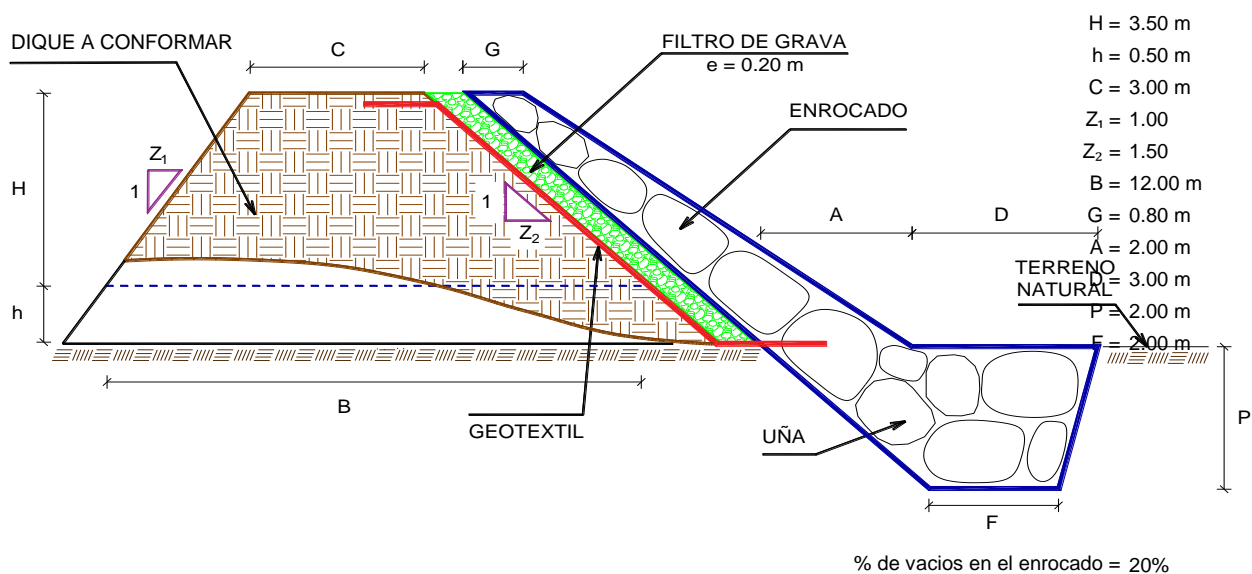 DIQUE A CONFORMAR
C
G
FILTRO DE GRAVA
e = 0.20 m
ENROCADO
H = 3.50 m
h = 0.50 m
C = 3.00 m
Z₁ = 1.00
Z₂ = 1.50
B = 12.00 m
G = 0.80 m
A = 2.00 m
D = 3.00 m
P = 2.00 m
F = 2.00 m
Z₁
1
H
1
Z₂
A
D
TERRENO
NATURAL
h
B
GEOTEXTIL
UÑA
P
F
% de vacios en el enrocado = 20%